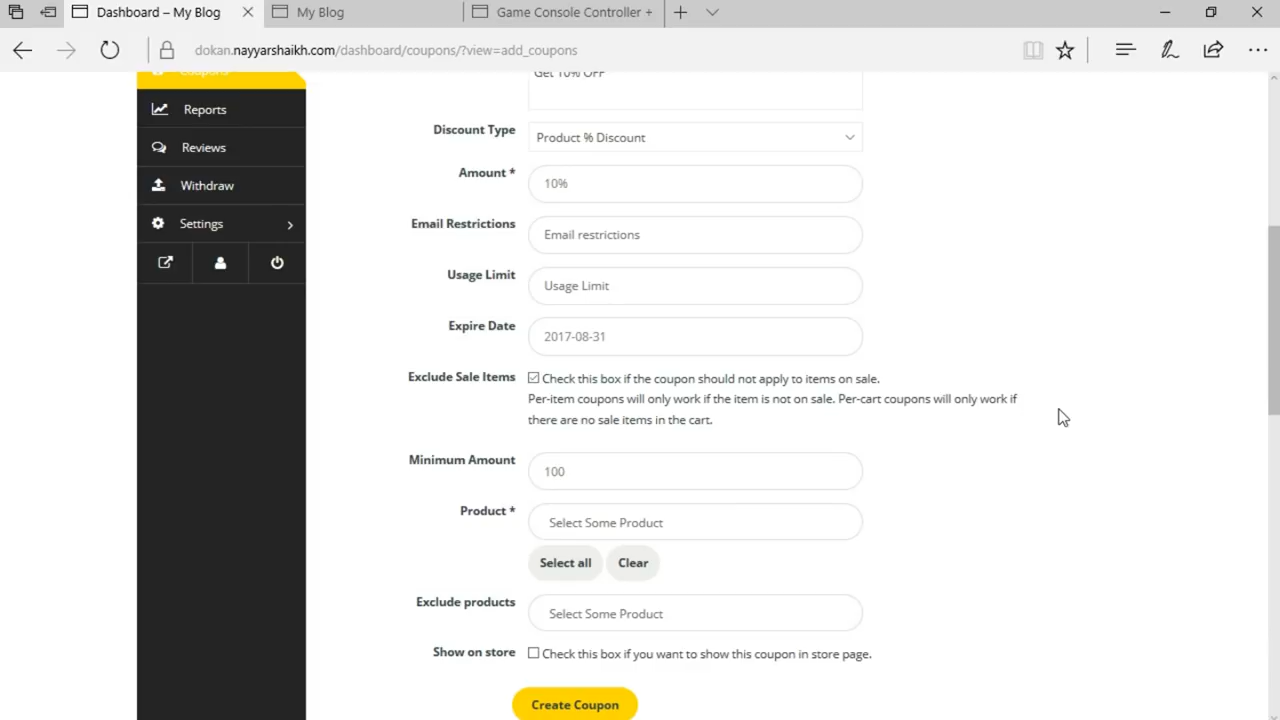 Dashboard – My Blog
My Blog
Game Console Controller +
dokan.nayyarshaikh.com/dashboard/coupons/?view=add_coupons
Coupons
Reports
Reviews
Withdraw
Settings
Get 10% OFF
Discount Type
Product % Discount
Amount *
10%
Email Restrictions
Email restrictions
Usage Limit
Usage Limit
Expire Date
2017-08-31
Exclude Sale Items
Check this box if the coupon should not apply to items on sale.
Per-item coupons will only work if the item is not on sale. Per-cart coupons will only work if
there are no sale items in the cart.
Minimum Amount
100
Product *
Select Some Product
Select all
Clear
Exclude products
Select Some Product
Show on store
Check this box if you want to show this coupon in store page.
Create Coupon